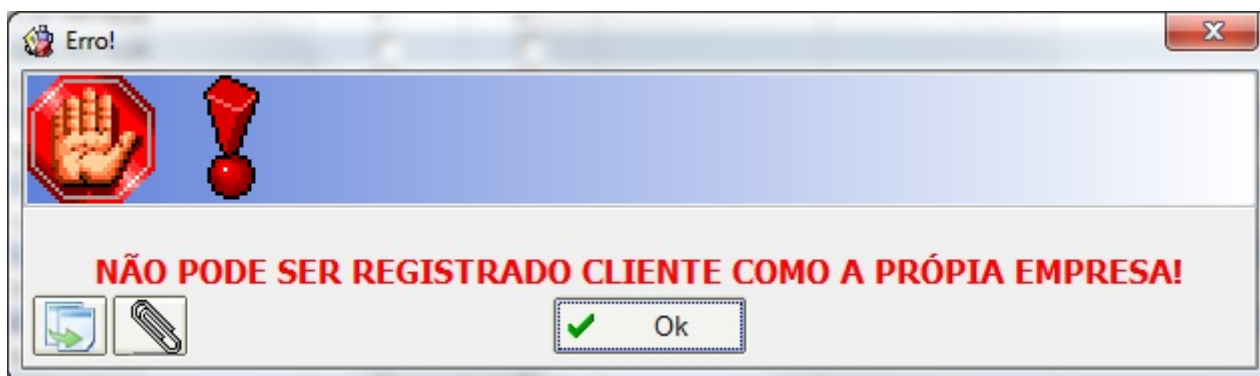 Erro!
NÃO PODE SER REGISTRADO CLIENTE COMO A PRÓPIA EMPRESA!
Ok